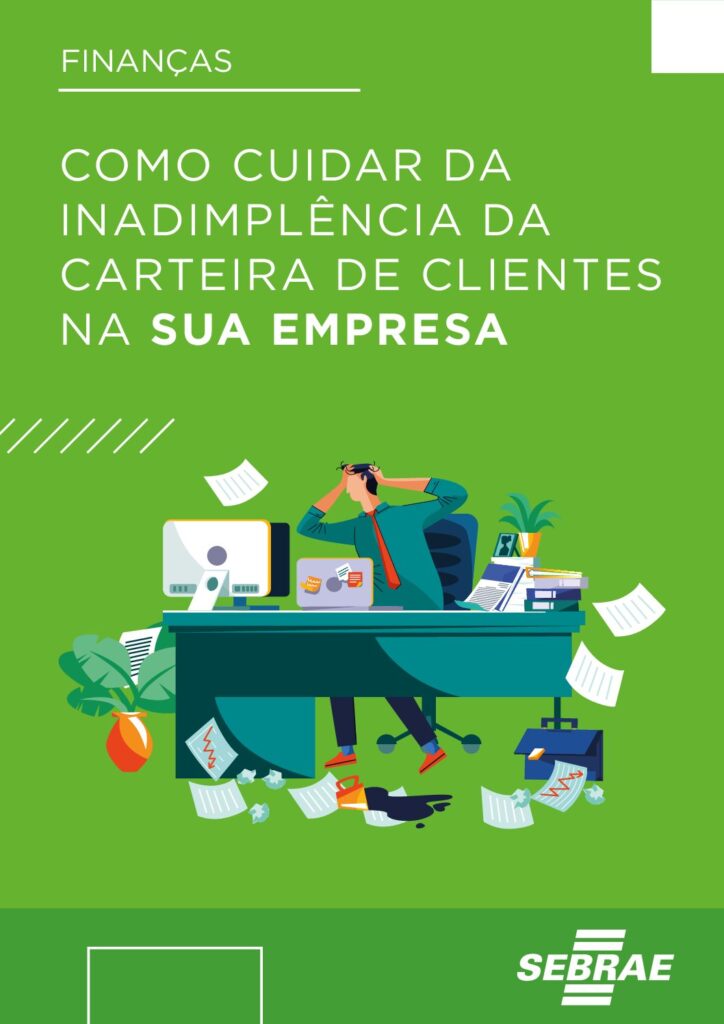 FINANÇAS
COMO CUIDAR DA
INADIMPLÊNCIA DA
CARTEIRA DE CLIENTES
NA SUA EMPRESA
SEBRAE